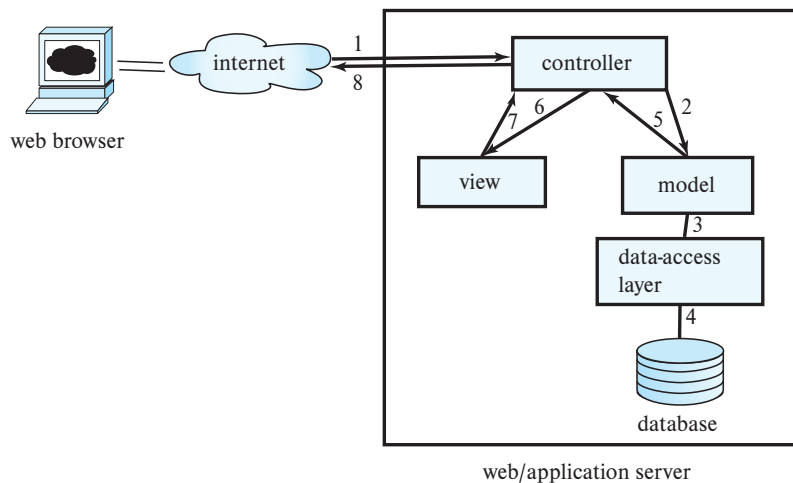 1
internet
controller
8
6
2
7
5
web browser
view
model
3
data-access
layer
4
database
web/application server